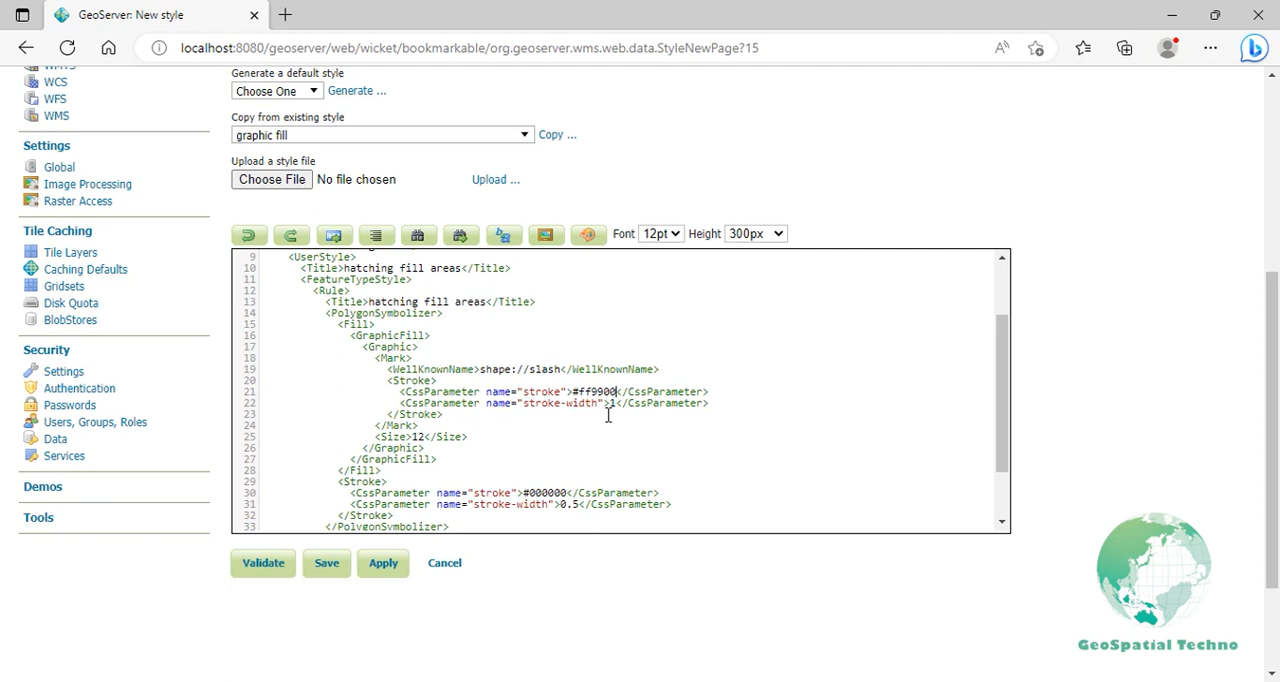 GeoServer: New style
localhost:8080/geoserver/web/wicket/bookmarkable/org.geoserver.wms.web.data.StyleNewPage?15
WMTS
WCS
WFS
WMS
Settings
Global
Image Processing
Raster Access
Tile Caching
Tile Layers
Caching Defaults
Gridsets
Disk Quota
BlobStores
Security
Settings
Authentication
Passwords
Users, Groups, Roles
Data
Services
Demos
Tools
Generate a default style
Choose One Generate ...
Copy from existing style
graphic fill Copy ...
Upload a style file
Choose File No file chosen Upload ...
Font 12pt Height 300px
9 <UserStyle>
10 <Title>hatching fill areas</Title>
11 <FeatureTypeStyle>
12 <Rule>
13 <Title>hatching fill areas</Title>
14 <PolygonSymbolizer>
15 <Fill>
16 <GraphicFill>
17 <Graphic>
18 <Mark>
19 <WellKnownName>shape://slash</WellKnownName>
20 <Stroke>
21 <CssParameter name="stroke">#ff9900</CssParameter>
22 <CssParameter name="stroke-width">1</CssParameter>
23 </Stroke>
24 </Mark>
25 <Size>12</Size>
26 </Graphic>
27 </GraphicFill>
28 </Fill>
29 <Stroke>
30 <CssParameter name="stroke">#000000</CssParameter>
31 <CssParameter name="stroke-width">0.5</CssParameter>
32 </Stroke>
33 </PolygonSymbolizer>
Validate Save Apply Cancel
GeoSpatial Techno